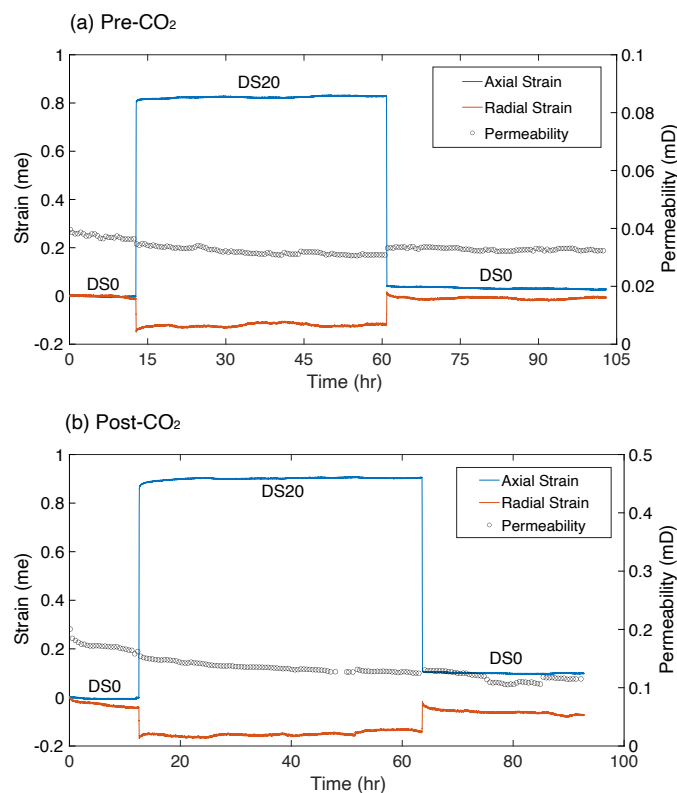 (a) Pre-CO₂
1
0.8
0.6
0.4
0.2
0
-0.2
Strain (me)
DS0
DS20
DS0
Axial Strain
Radial Strain
Permeability
0.1
0.08
0.06
0.04
0.02
0
Permeability (mD)
0 15 30 45 60 75 90 105
Time (hr)
(b) Post-CO₂
1
0.8
0.6
0.4
0.2
0
-0.2
Strain (me)
DS0
DS20
DS0
Axial Strain
Radial Strain
Permeability
0.5
0.4
0.3
0.2
0.1
0
Permeability (mD)
0 20 40 60 80 100
Time (hr)